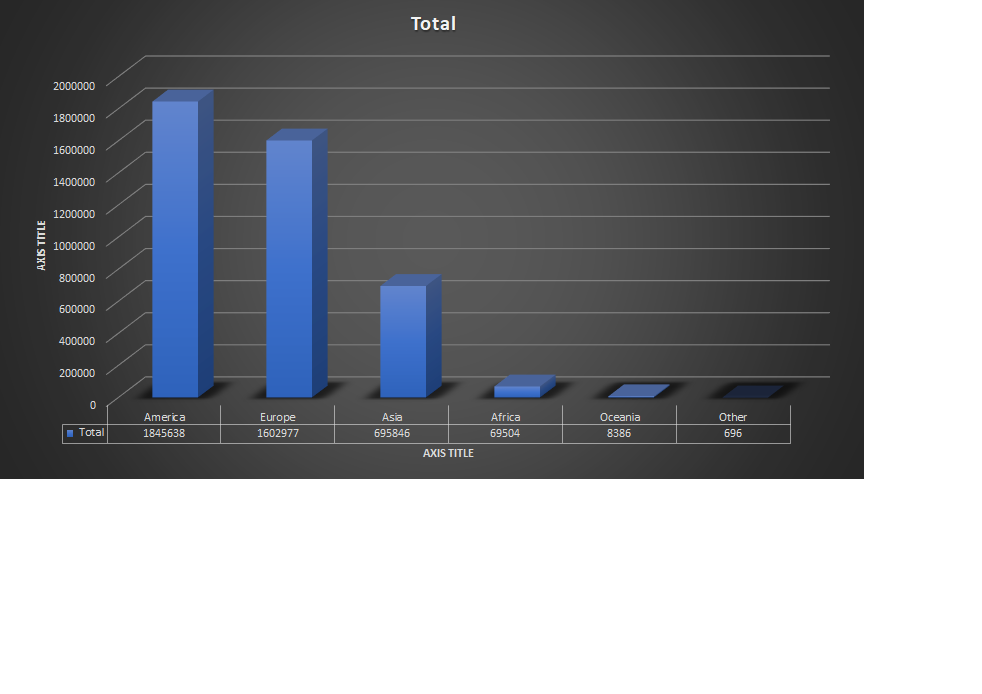 Total
2000000
1800000
1600000
1400000
1200000
1000000
800000
600000
400000
200000
0
AXIS TITLE
America Europe Asia Africa Oceania Other
Total 1845638 1602977 695846 69504 8386 696
AXIS TITLE